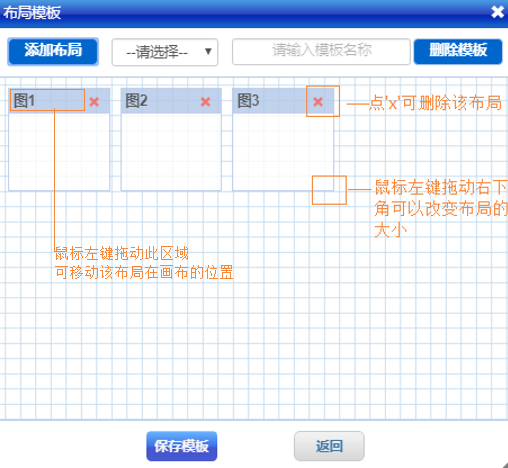 布局模板
添加布局 --请选择-- 请输入模板名称 删除模板
图1 图2 图3
点'x'可删除该布局
鼠标左键拖动右下
角可以改变布局的
大小
鼠标左键拖动此区域
可移动该布局在画布的位置
保存模板 返回